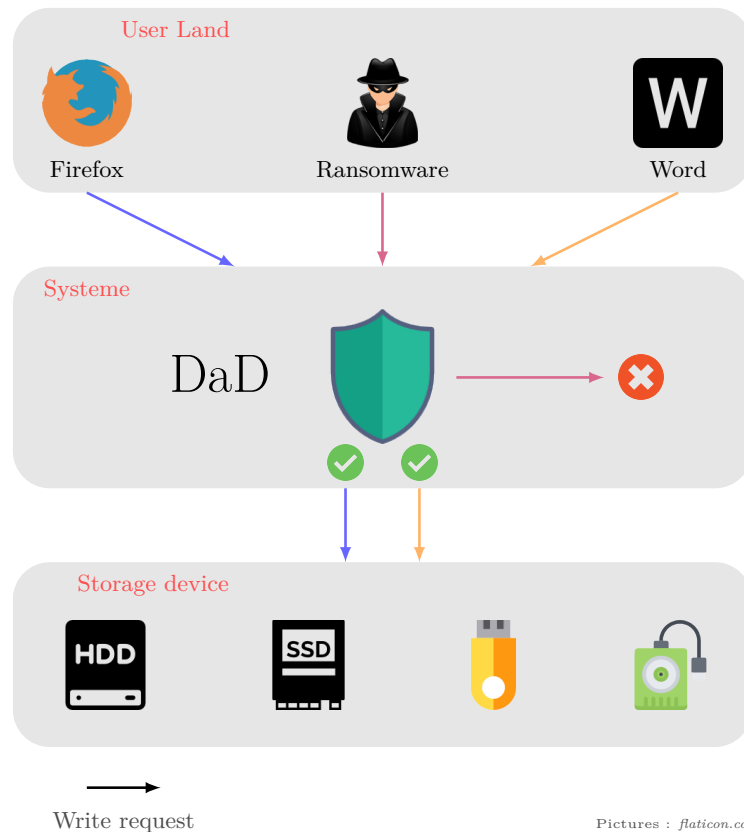 User Land
W
Firefox Ransomware Word
Systeme
DaD
Storage device
HDD SSD
Write request
Pictures : flaticon.co